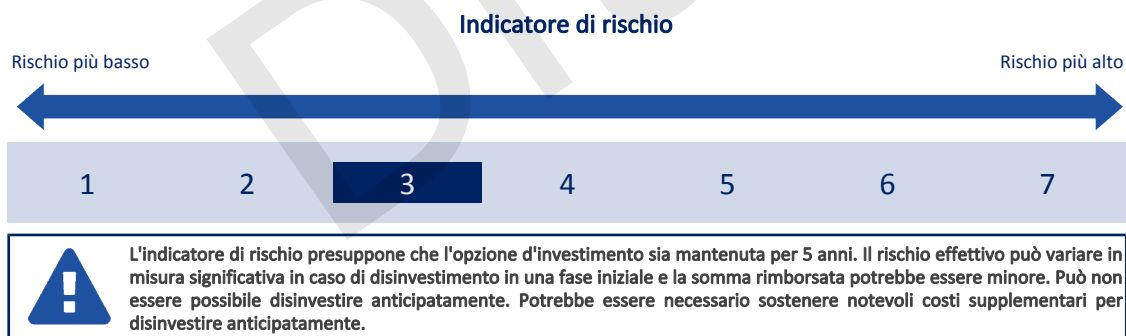 Indicatore di rischio
Rischio più basso
Rischio più alto
1 2 3 4 5 6 7
L'indicatore di rischio presuppone che l'opzione d'investimento sia mantenuta per 5 anni. Il rischio effettivo può variare in
misura significativa in caso di disinvestimento in una fase iniziale e la somma rimborsata potrebbe essere minore. Può non
essere possibile disinvestire anticipatamente. Potrebbe essere necessario sostenere notevoli costi supplementari per
disinvestire anticipatamente.